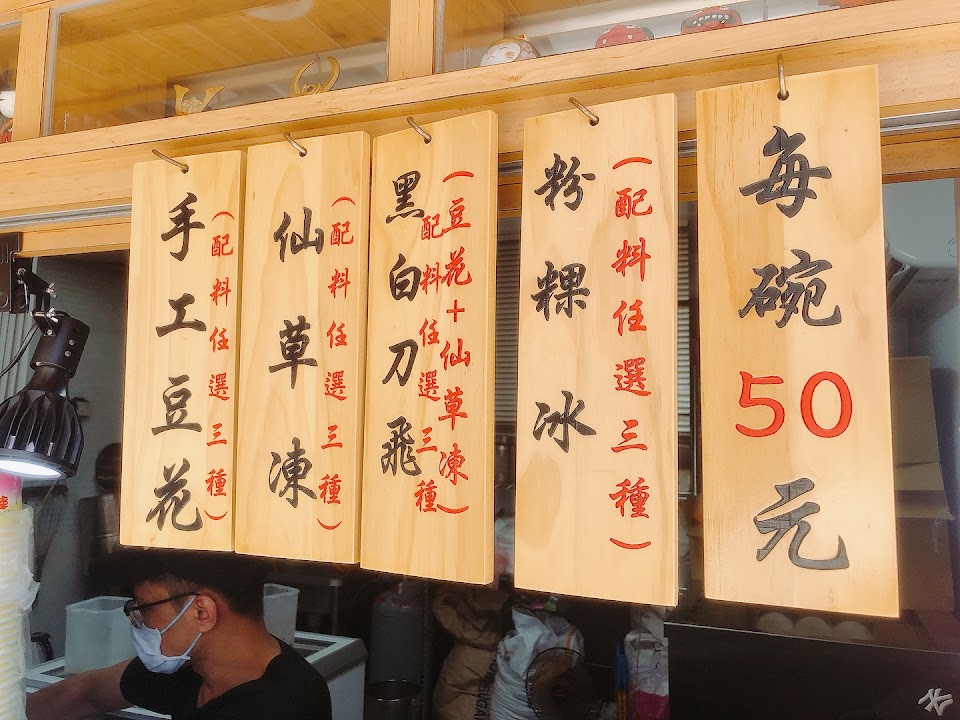 每碗50元
粉粿冰
（配料任選三種）
黑白刀飛
（豆花+仙草凍）
配料任選三種
仙草凍
（配料任選三種）
手工豆花
（配料任選三種）